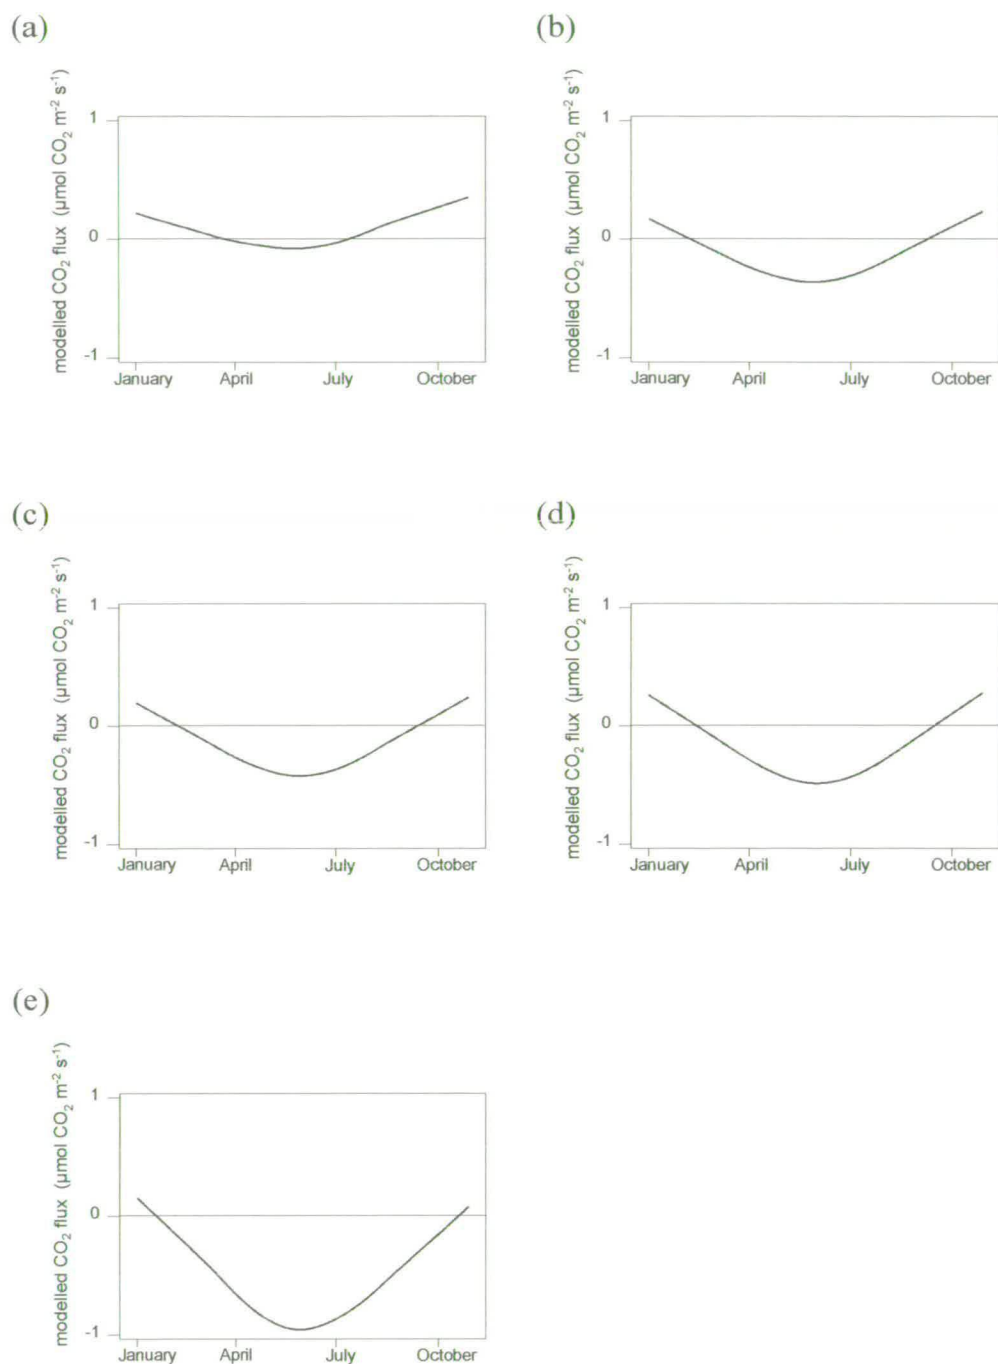 (a)
modelled CO₂ flux (µmol CO₂ m⁻² s⁻¹)
1
0
-1
January April July October
(b)
modelled CO₂ flux (µmol CO₂ m⁻² s⁻¹)
1
0
-1
January April July October
(c)
modelled CO₂ flux (µmol CO₂ m⁻² s⁻¹)
1
0
-1
January April July October
(d)
modelled CO₂ flux (µmol CO₂ m⁻² s⁻¹)
1
0
-1
January April July October
(e)
modelled CO₂ flux (µmol CO₂ m⁻² s⁻¹)
1
0
-1
January April July October